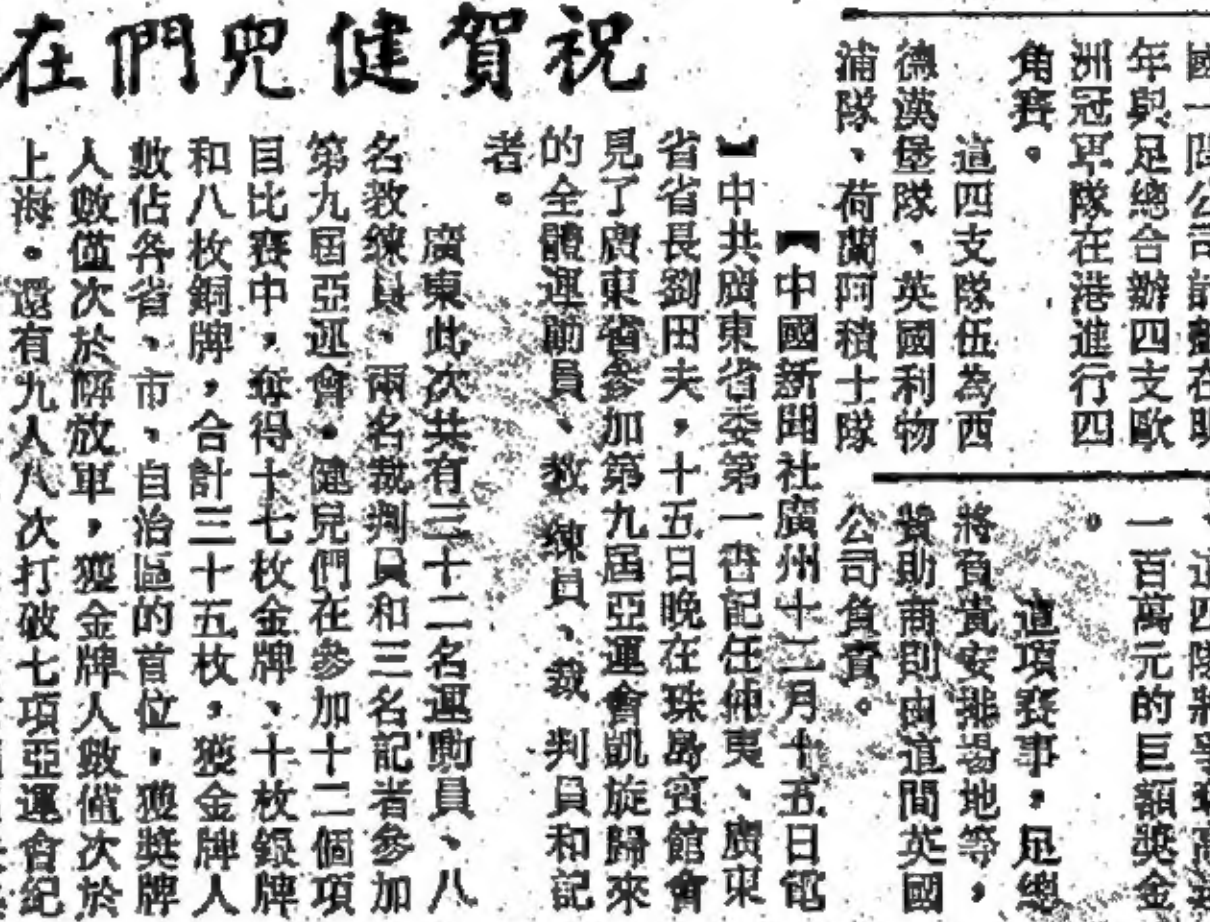 年與足總合辦四支歐
洲冠軍隊在港進行四
角賽。
這四支隊伍為西
德漢堡隊、英國利物
浦隊、荷蘭阿積士隊
一百萬元的巨額獎金
。
這項賽事，足總
將負責安排場地等，
贊助商則由這間英國
公司負責。
祝賀健兒們在
【中國新聞社廣州十二月十五日電
】中共廣東省委第一書記任仲夷、廣東
省省長劉田夫，十五日晚在珠島賓館會
見了廣東省參加第九屆亞運會凱旋歸來
的全體運動員、教練員、裁判員和記
者。
廣東此次共有三十二名運動員、八
名教練員、兩名裁判員和三名記者參加
第九屆亞運會。健兒們在參加十二個項
目比賽中，奪得十七枚金牌、十枚銀牌
和八枚銅牌，合計三十五枚，獲金牌人
數佔各省、市、自治區的首位，獲獎牌
人數僅次於解放軍，獲金牌人數僅次於
上海。還有九人八次打破七項亞運會紀